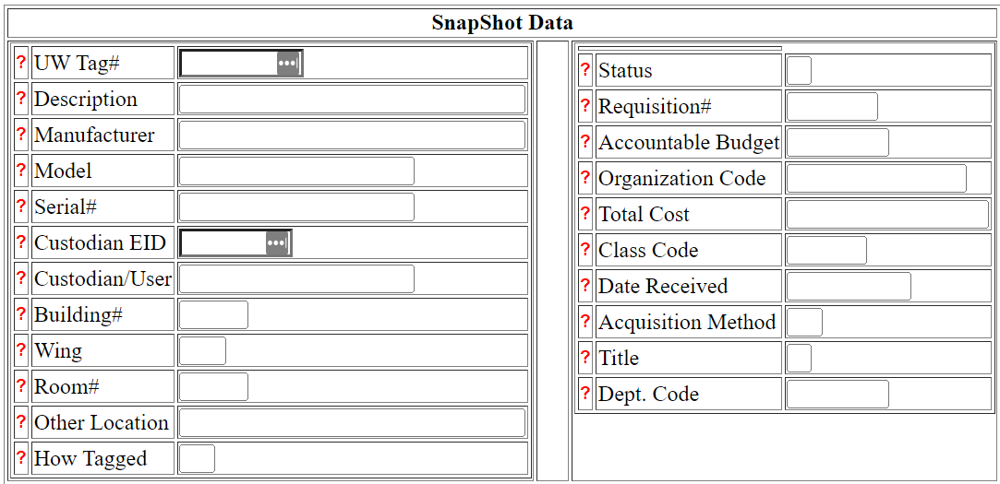 SnapShot Data
? UW Tag#
? Description
? Manufacturer
? Model
? Serial#
? Custodian EID
? Custodian/User
? Building#
? Wing
? Room#
? Other Location
? How Tagged
? Status
? Requisition#
? Accountable Budget
? Organization Code
? Total Cost
? Class Code
? Date Received
? Acquisition Method
? Title
? Dept. Code